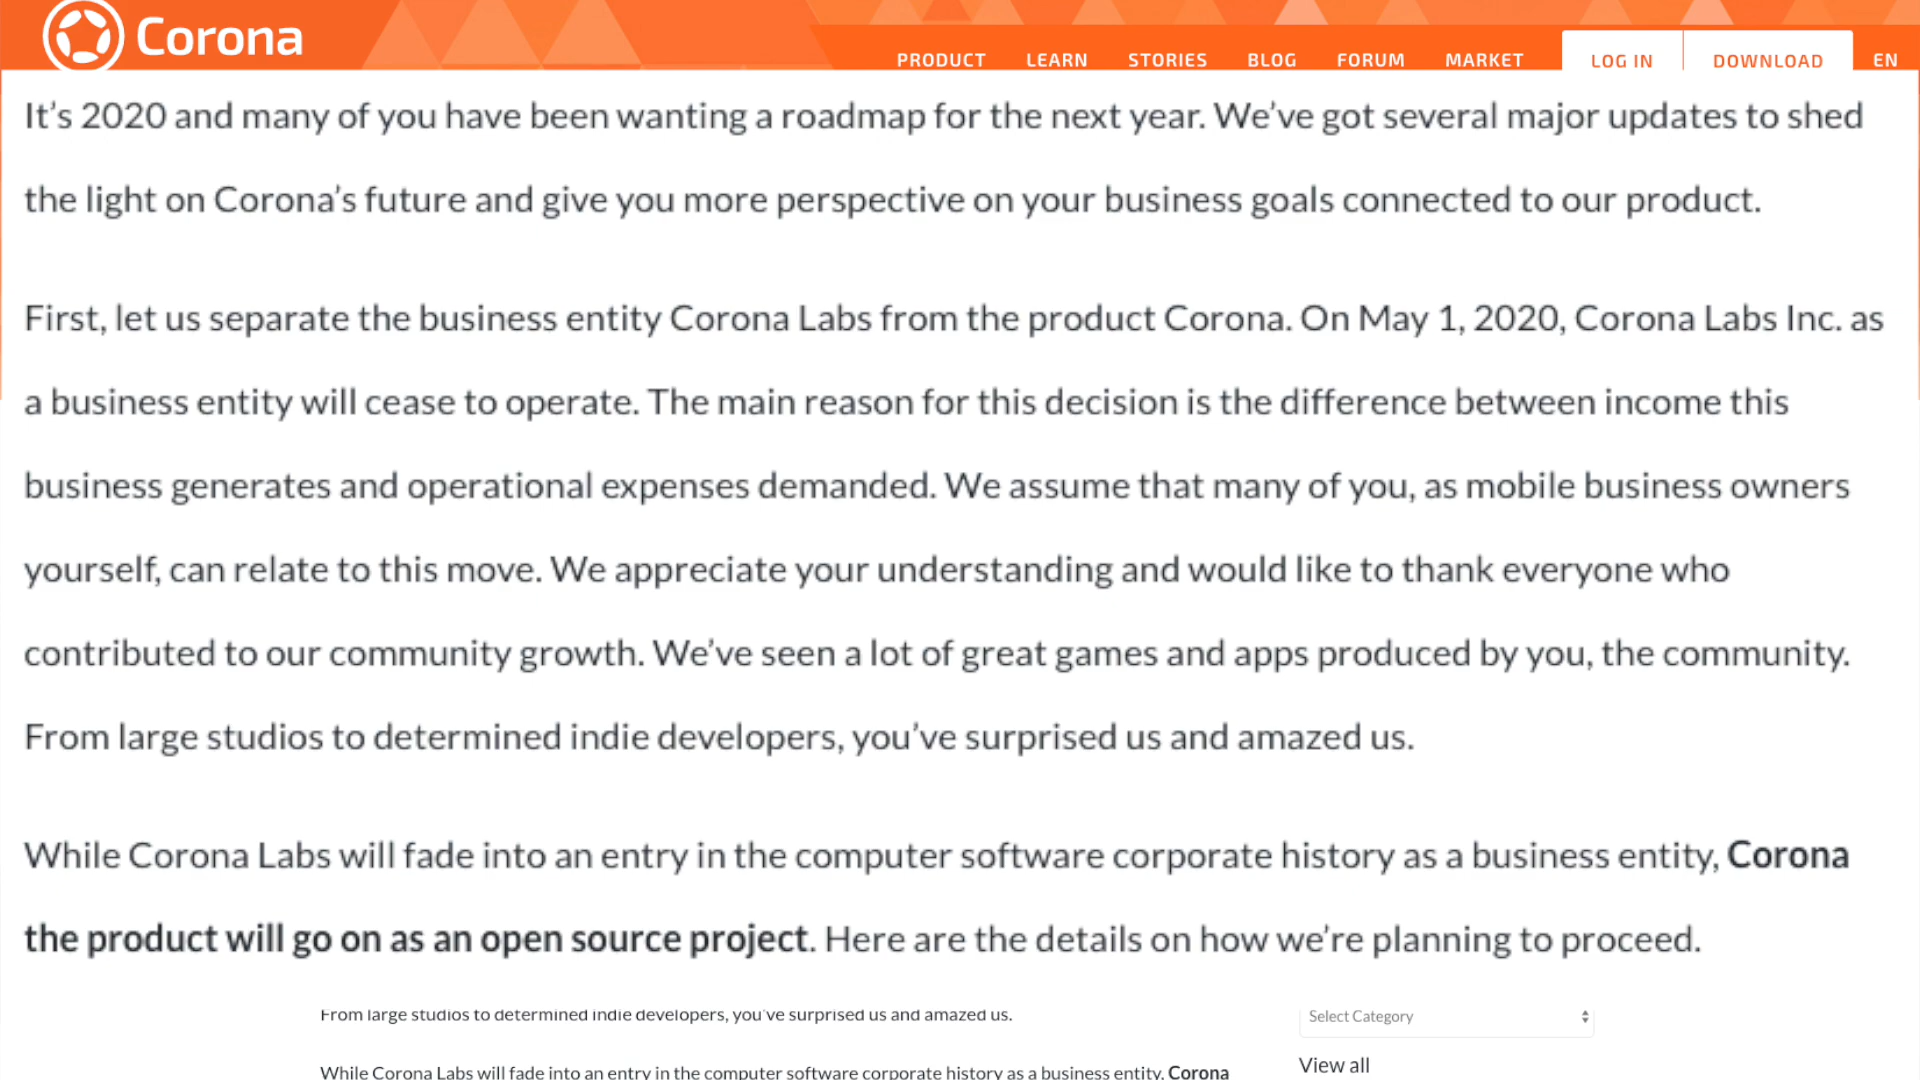 Corona
PRODUCT LEARN STORIES BLOG FORUM MARKET LOG IN DOWNLOAD EN
It’s 2020 and many of you have been wanting a roadmap for the next year. We’ve got several major updates to shed
the light on Corona’s future and give you more perspective on your business goals connected to our product.
First, let us separate the business entity Corona Labs from the product Corona. On May 1, 2020, Corona Labs Inc. as
a business entity will cease to operate. The main reason for this decision is the difference between income this
business generates and operational expenses demanded. We assume that many of you, as mobile business owners
yourself, can relate to this move. We appreciate your understanding and would like to thank everyone who
contributed to our community growth. We’ve seen a lot of great games and apps produced by you, the community.
From large studios to determined indie developers, you’ve surprised us and amazed us.
While Corona Labs will fade into an entry in the computer software corporate history as a business entity, Corona
the product will go on as an open source project. Here are the details on how we’re planning to proceed.
From large studios to determined indie developers, you’ve surprised us and amazed us.
Select Category
View all
While Corona Labs will fade into an entry in the computer software corporate history as a business entity, Corona